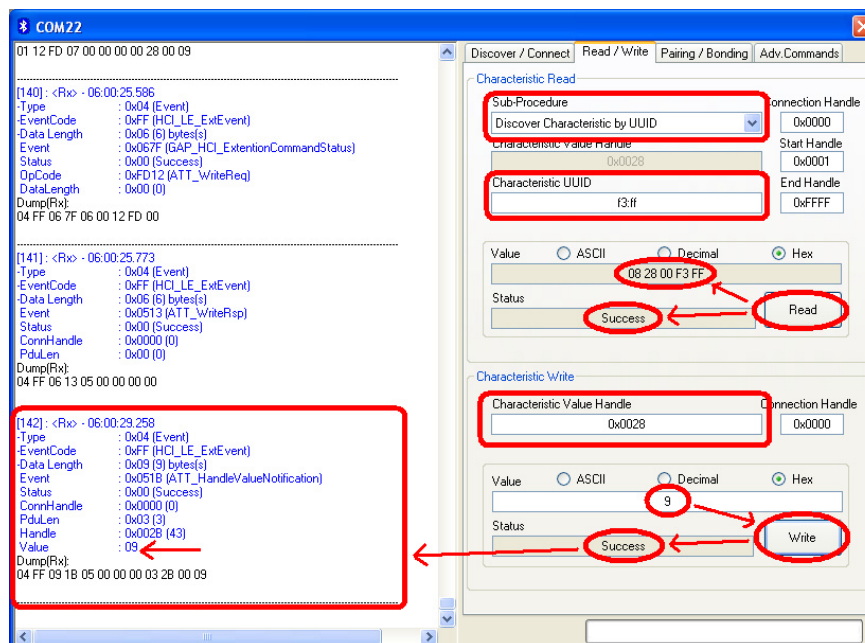 COM22
01 12 FD 07 00 00 00 00 28 00 09
[140] : <Rx> - 06:00:25.586
-Type : 0x04 (Event)
-EventCode : 0xFF (HCI_LE_ExtEvent)
-Data Length : 0x06 (6) bytes(s)
Event : 0x067F (GAP_HCI_ExtentionCommandStatus)
Status : 0x00 (Success)
OpCode : 0xFD12 (ATT_WriteReq)
DataLength : 0x00 (0)
Dump(Rx):
04 FF 06 7F 06 00 12 FD 00
[141] : <Rx> - 06:00:25.773
-Type : 0x04 (Event)
-EventCode : 0xFF (HCI_LE_ExtEvent)
-Data Length : 0x06 (6) bytes(s)
Event : 0x0513 (ATT_WriteRsp)
Status : 0x00 (Success)
ConnHandle : 0x0000 (0)
PduLen : 0x00 (0)
Dump(Rx):
04 FF 06 13 05 00 00 00 00
[142] : <Rx> - 06:00:29.258
-Type : 0x04 (Event)
-EventCode : 0xFF (HCI_LE_ExtEvent)
-Data Length : 0x09 (9) bytes(s)
Event : 0x051B (ATT_HandleValueNotification)
Status : 0x00 (Success)
ConnHandle : 0x0000 (0)
PduLen : 0x03 (3)
Handle : 0x002B (43)
Value : 09
Dump(Rx):
04 FF 09 1B 05 00 00 00 03 2B 00 09
Discover / Connect Read / Write Pairing / Bonding Adv.Commands
Characteristic Read
Sub-Procedure Connection Handle
Discover Characteristic by UUID 0x0000
Characteristic Value Handle Start Handle
0x0028 0x0001
Characteristic UUID End Handle
f3:ff 0xFFFF
Value ASCII Decimal Hex
08 28 00 F3 FF
Status
Success Read
Characteristic Write
Characteristic Value Handle Connection Handle
0x0028 0x0000
Value ASCII Decimal Hex
9
Status
Success Write